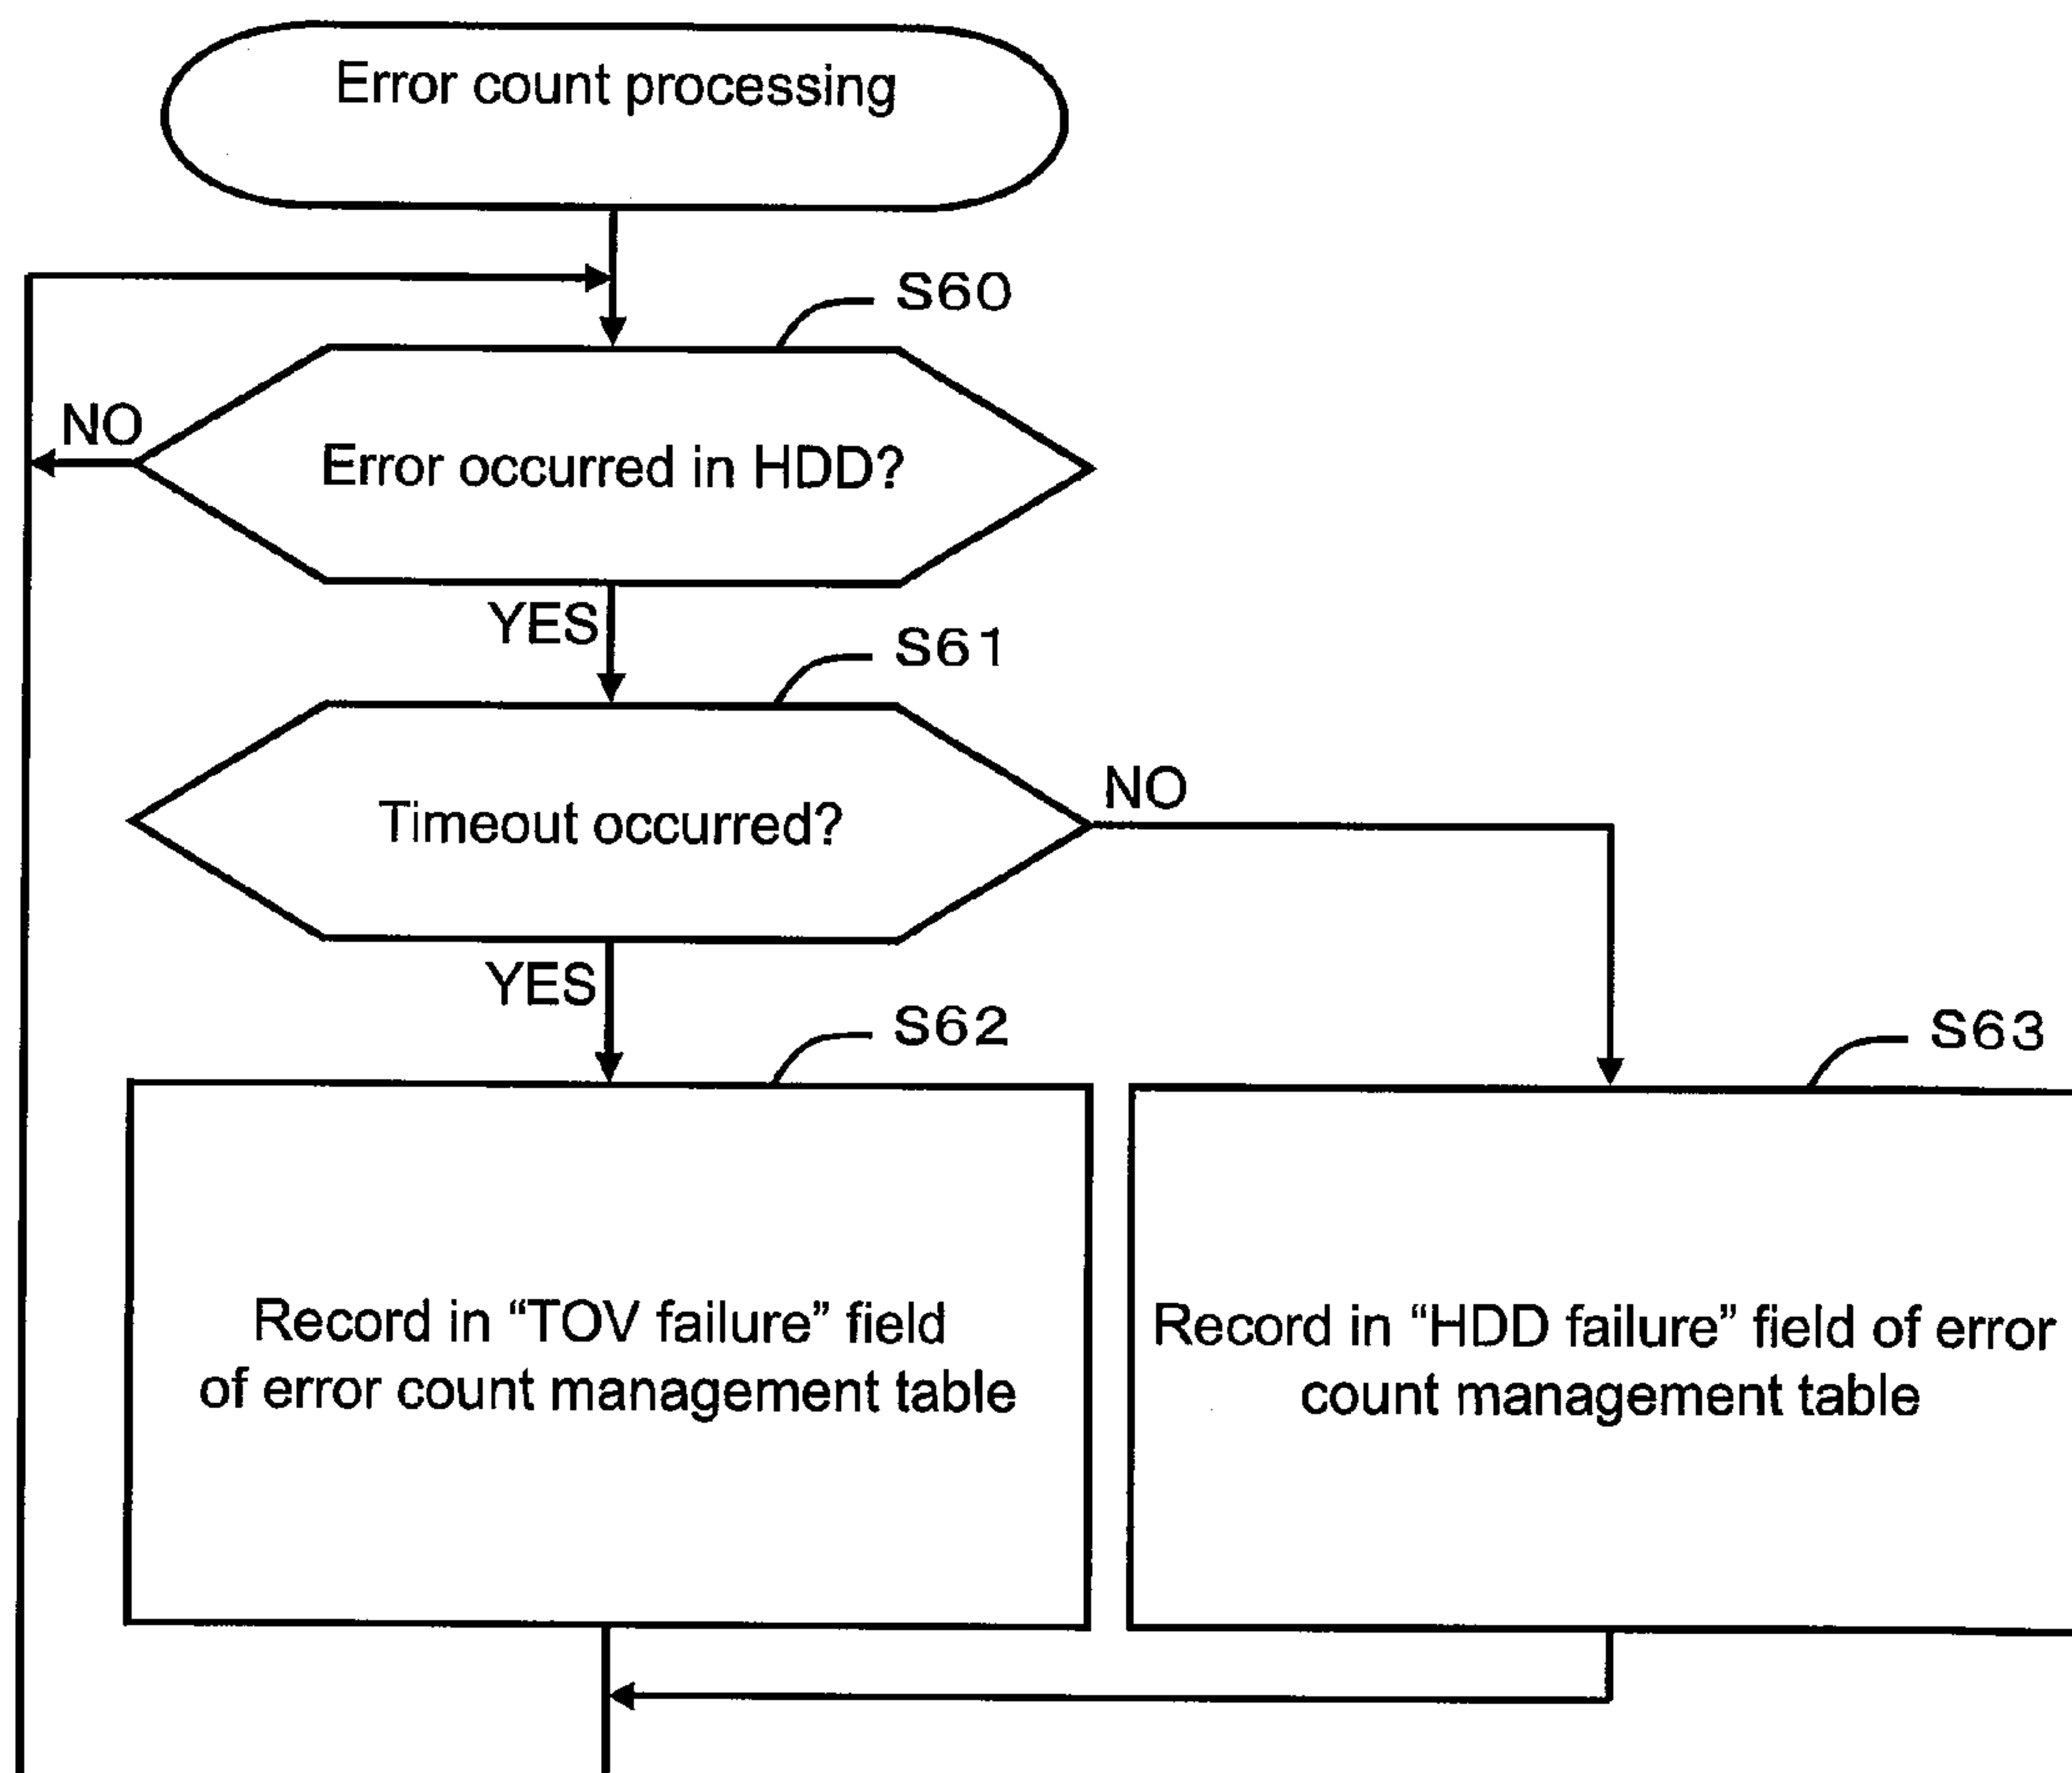 Error count processing
S60
NO
Error occurred in HDD?
YES
S61
Timeout occurred?
NO
YES
S62
S63
Record in “TOV failure” field
of error count management table
Record in “HDD failure” field of error
count management table